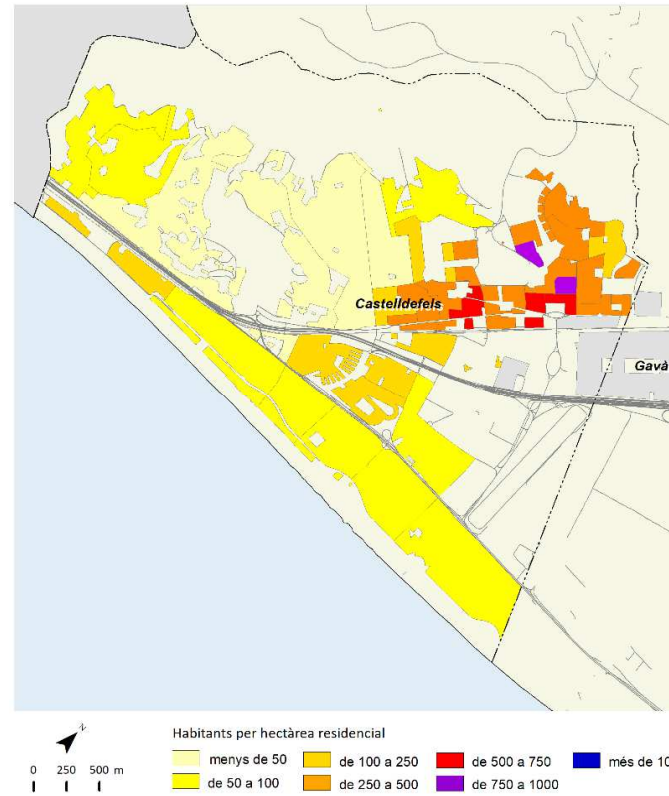 Castelldefels
Gavà
N
0 250 500 m
Habitants per hectàrea residencial
menys de 50
de 50 a 100
de 100 a 250
de 250 a 500
de 500 a 750
de 750 a 1000
més de 10